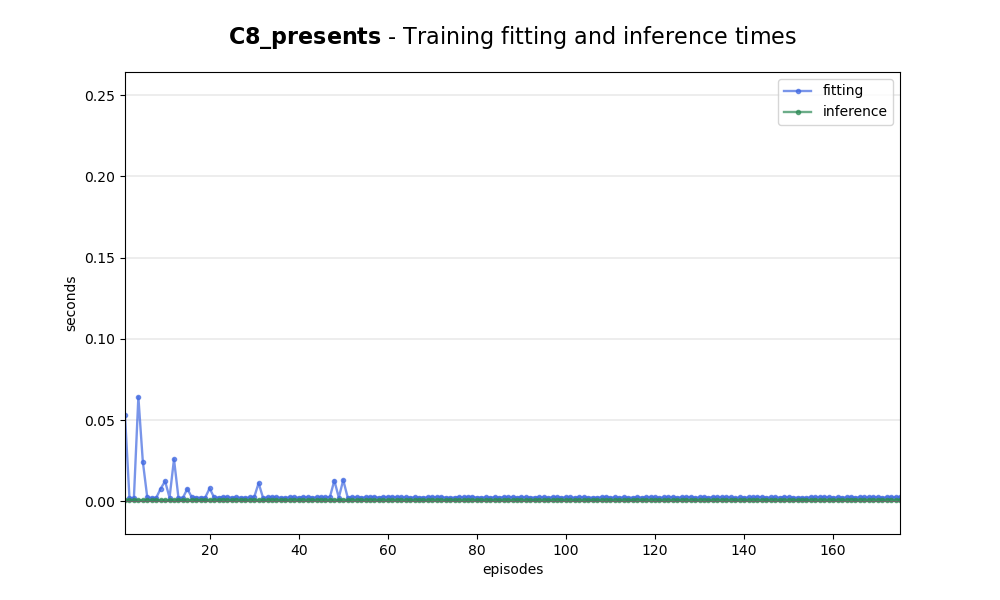 C8_presents - Training fitting and inference times
fitting
inference
0.25
0.20
0.15
0.10
0.05
0.00
seconds
20 40 60 80 100 120 140 160
episodes